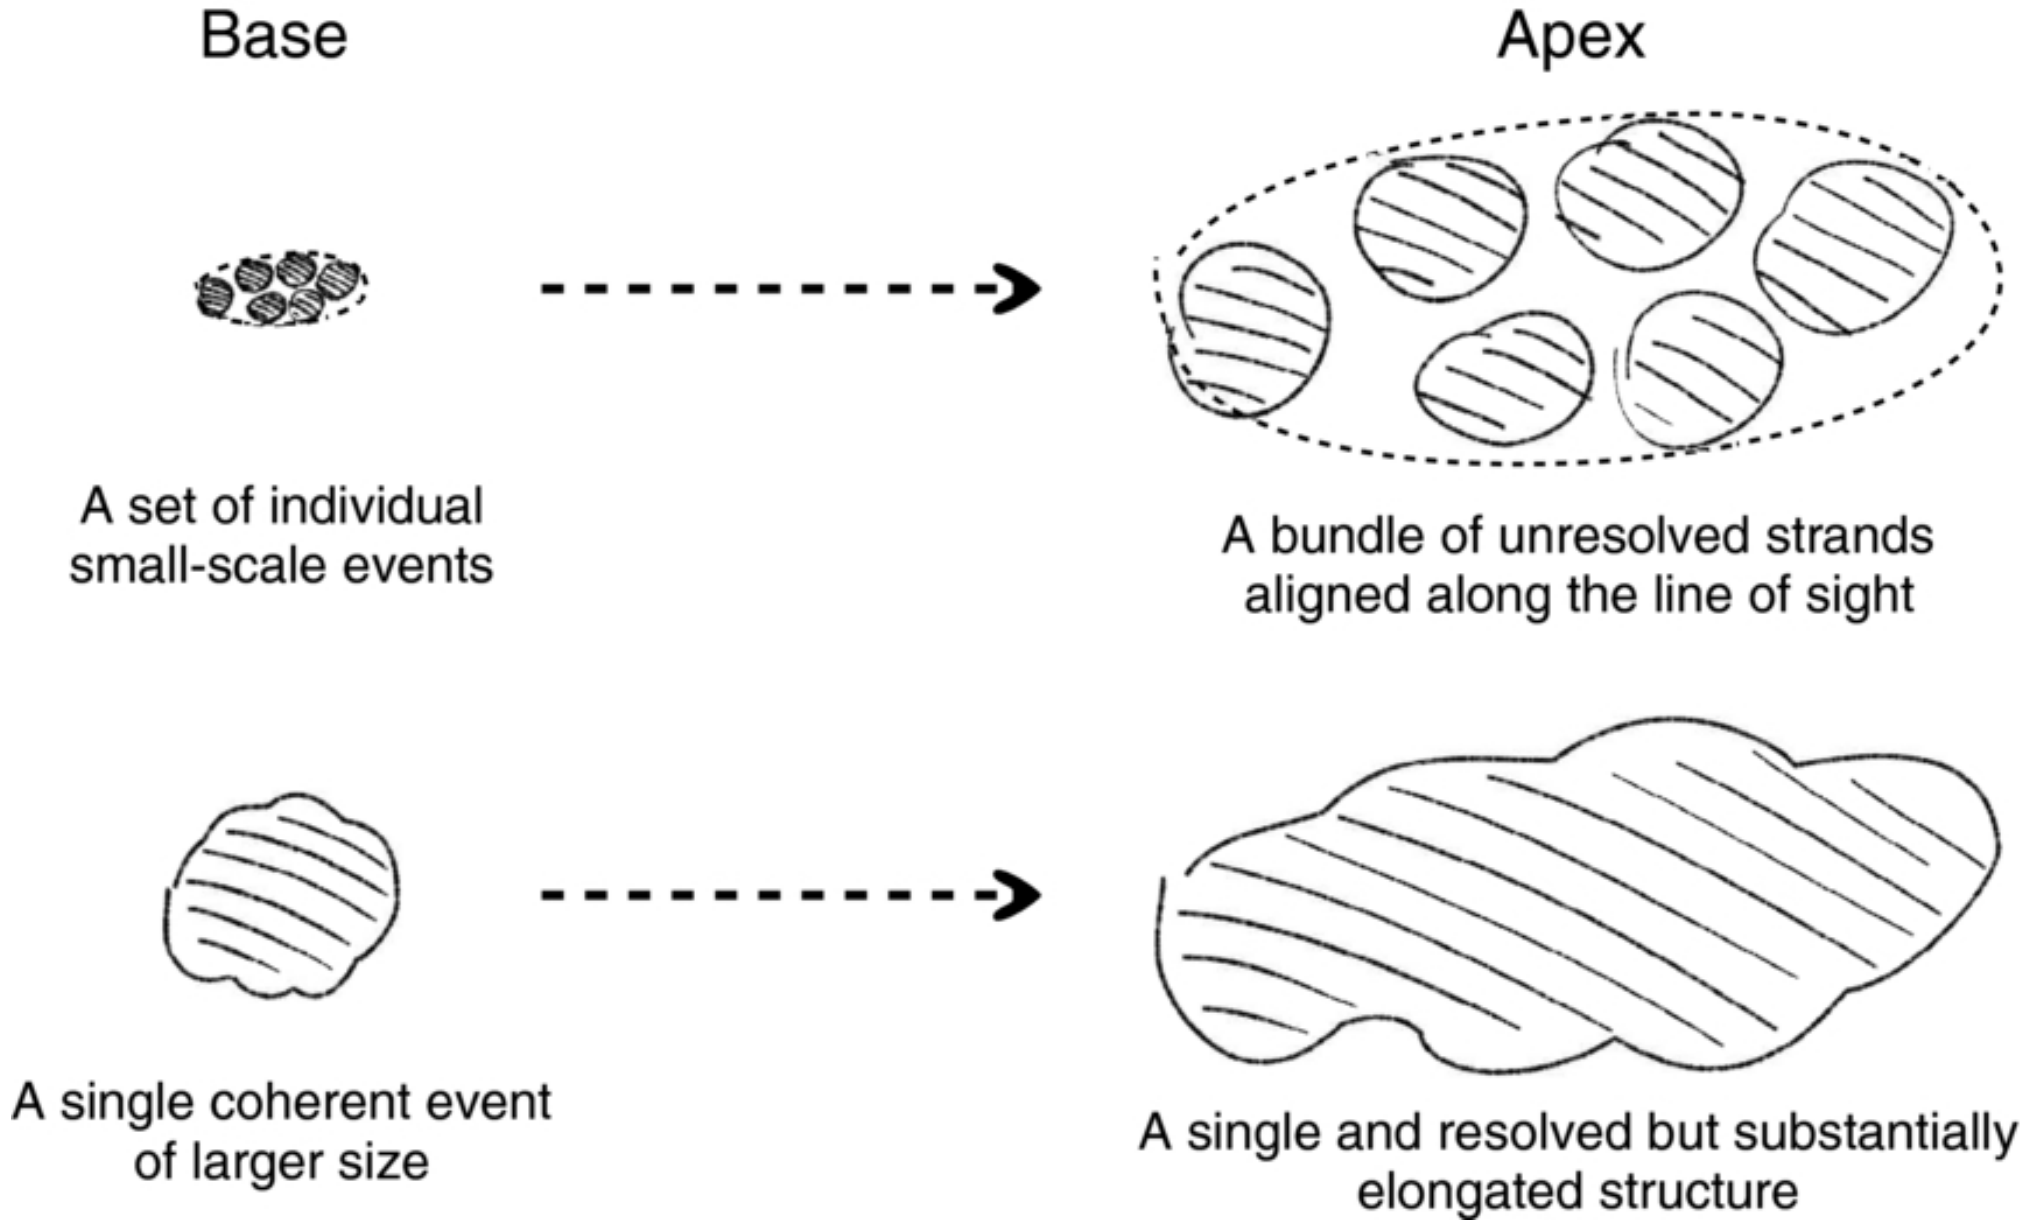 Base
Apex
A set of individual
small-scale events
A bundle of unresolved strands
aligned along the line of sight
A single coherent event
of larger size
A single and resolved but substantially
elongated structure